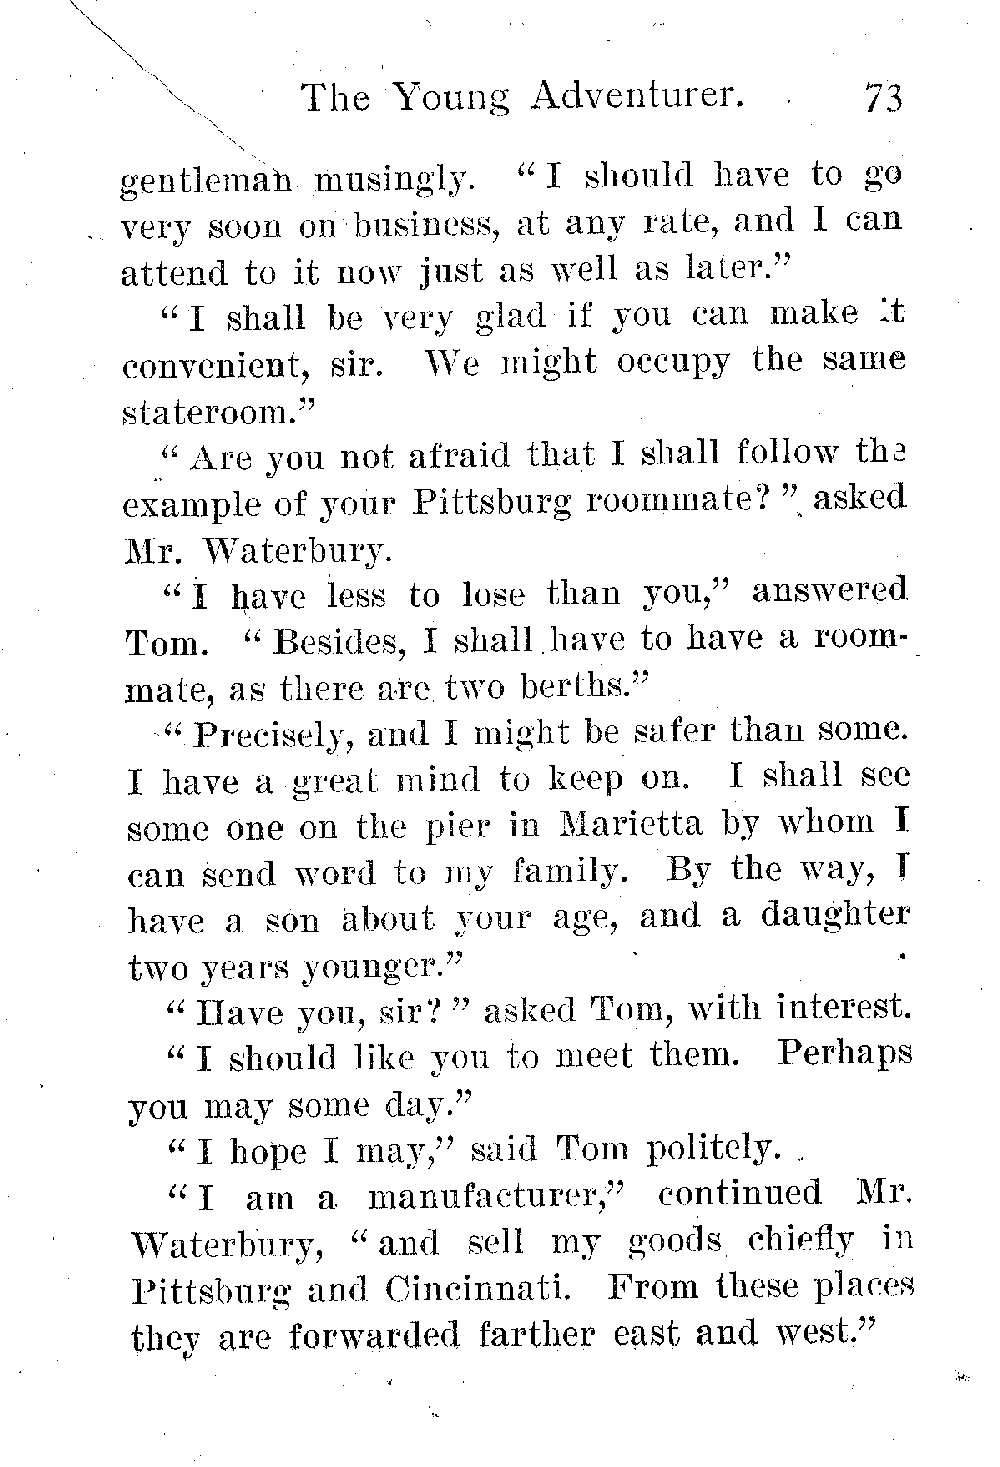 The Young Adventurer. 73
gentleman musingly. “I should have to go
very soon on business, at any rate, and I can
attend to it now just as well as later.”
“I shall be very glad if you can make it
convenient, sir. We might occupy the same
stateroom.”
“Are you not afraid that I shall follow the
example of your Pittsburg roommate?” asked
Mr. Waterbury.
“I have less to lose than you,” answered
Tom. “Besides, I shall have to have a room-
mate, as there are two berths.”
“Precisely, and I might be safer than some.
I have a great mind to keep on. I shall see
some one on the pier in Marietta by whom I
can send word to my family. By the way, I
have a son about your age, and a daughter
two years younger.”
“Have you, sir?” asked Tom, with interest.
“I should like you to meet them. Perhaps
you may some day.”
“I hope I may,” said Tom politely.
“I am a manufacturer,” continued Mr.
Waterbury, “and sell my goods chiefly in
Pittsburg and Cincinnati. From these places
they are forwarded farther east and west.”